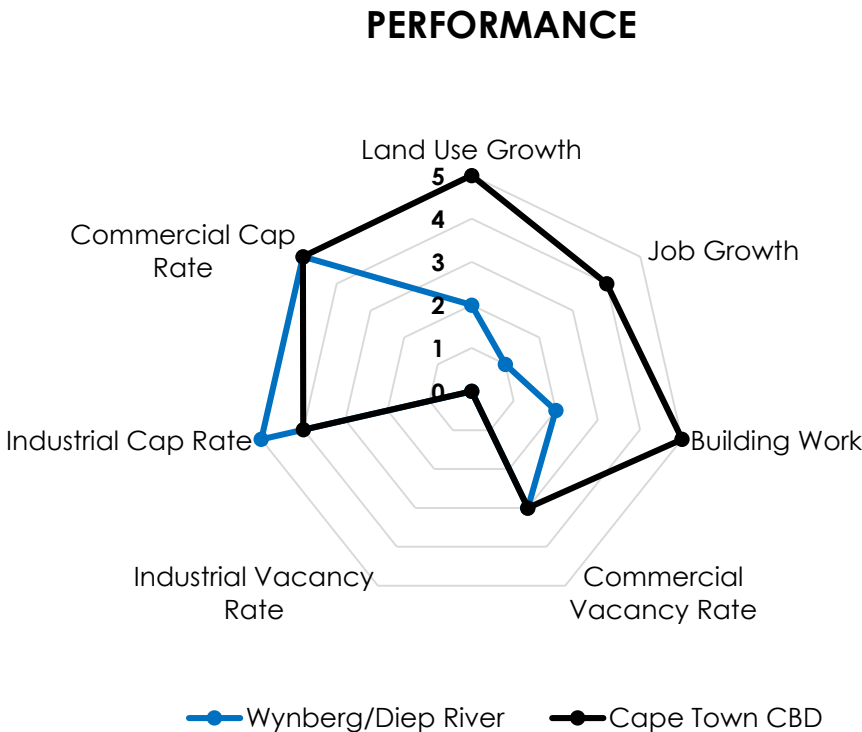 PERFORMANCE
Land Use Growth
5
4
3
2
1
0
Job Growth
Building Work
Commercial
Vacancy Rate
Industrial Vacancy
Rate
Industrial Cap Rate
Commercial Cap
Rate
Wynberg/Diep River
Cape Town CBD